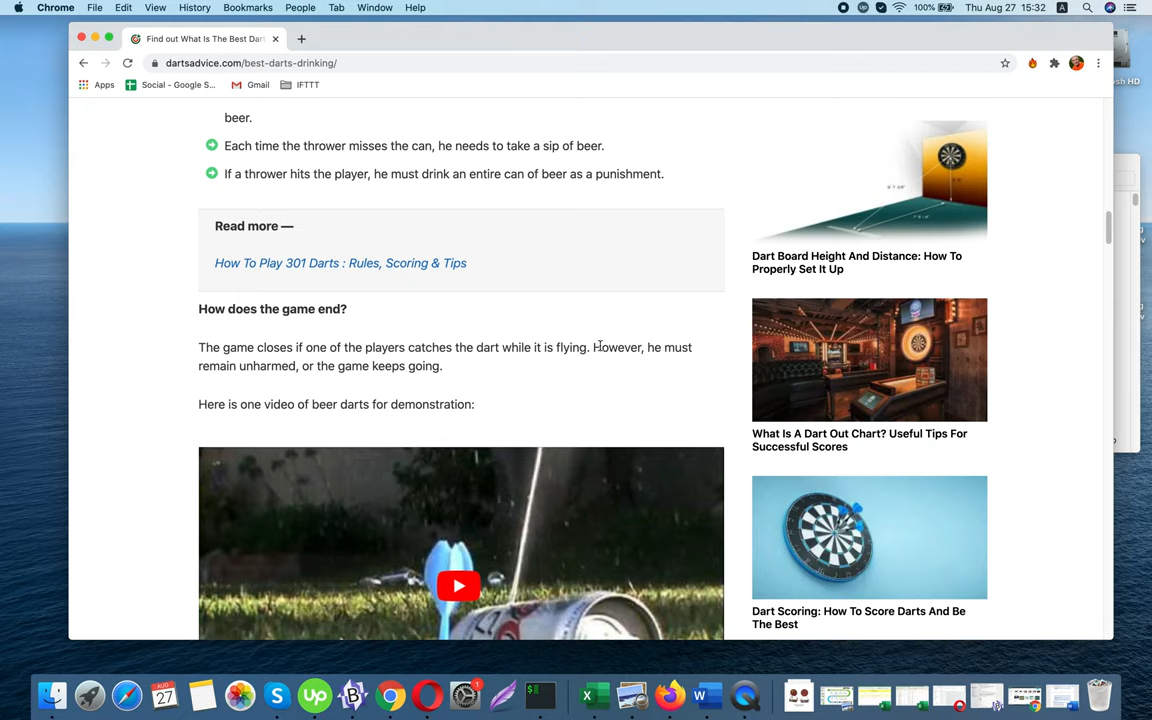 Chrome File Edit View History Bookmarks People Tab Window Help 100% Thu Aug 27 15:32 A
Find out What Is The Best Dar
dartsadvice.com/best-darts-drinking/
Apps Social - Google S... Gmail IFTTT
beer.
Each time the thrower misses the can, he needs to take a sip of beer.
If a thrower hits the player, he must drink an entire can of beer as a punishment.
Read more —
How To Play 301 Darts : Rules, Scoring & Tips
How does the game end?
The game closes if one of the players catches the dart while it is flying. However, he must
remain unharmed, or the game keeps going.
Here is one video of beer darts for demonstration:
Dart Board Height And Distance: How To
Properly Set It Up
What Is A Dart Out Chart? Useful Tips For
Successful Scores
Dart Scoring: How To Score Darts And Be
The Best
AUG
27
Up
1